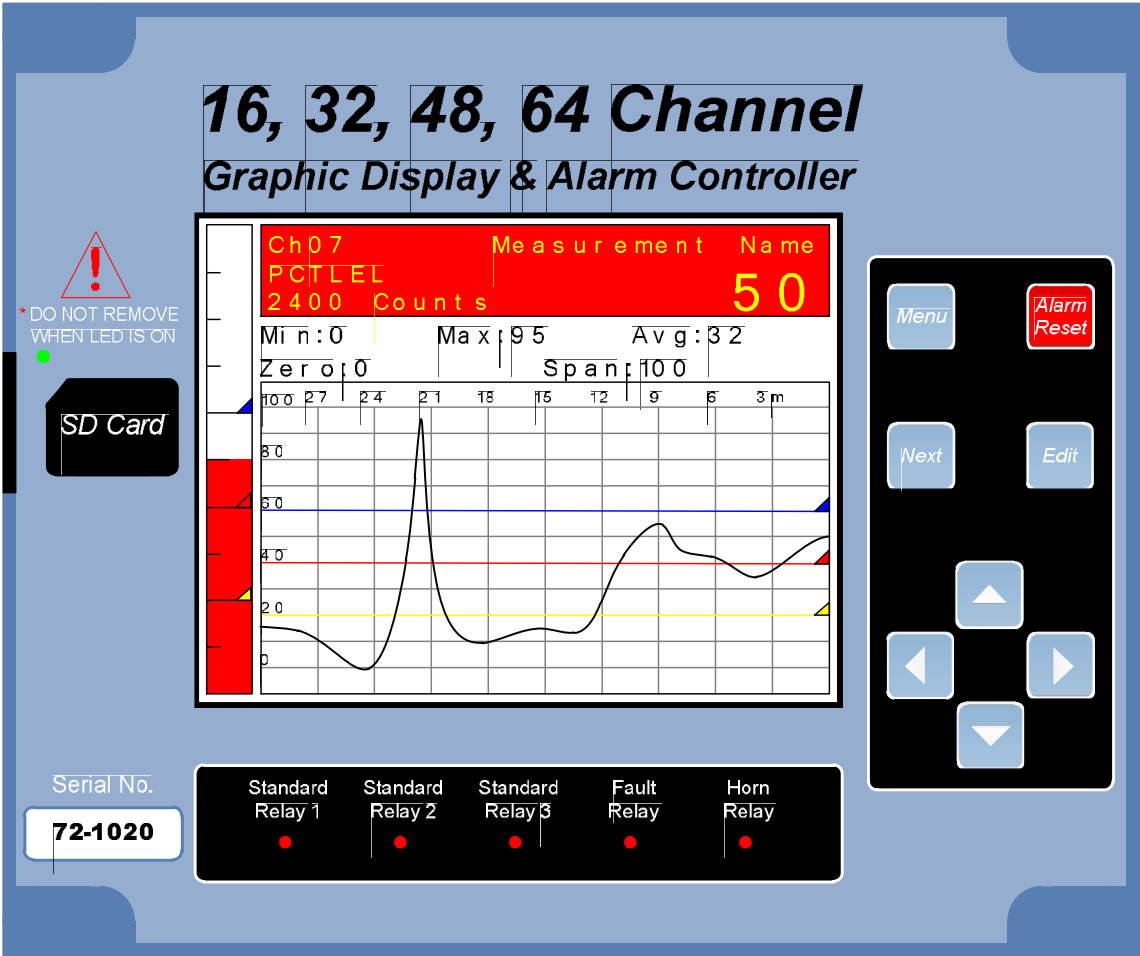 16, 32, 48, 64 Channel
Graphic Display & Alarm Controller
Ch07 Measurement Name
PCTLEL
50
2400 Counts
Min:0 Max:95 Avg:32
Zero:0 Span:100
100 27 24 21 18 15 12 9 6 3m
80
60
40
20
0
!
* DO NOT REMOVE
WHEN LED IS ON
SD Card
Menu
Alarm
Reset
Next
Edit
Serial No.
72-1020
Standard
Relay 1
Standard
Relay 2
Standard
Relay 3
Fault
Relay
Horn
Relay